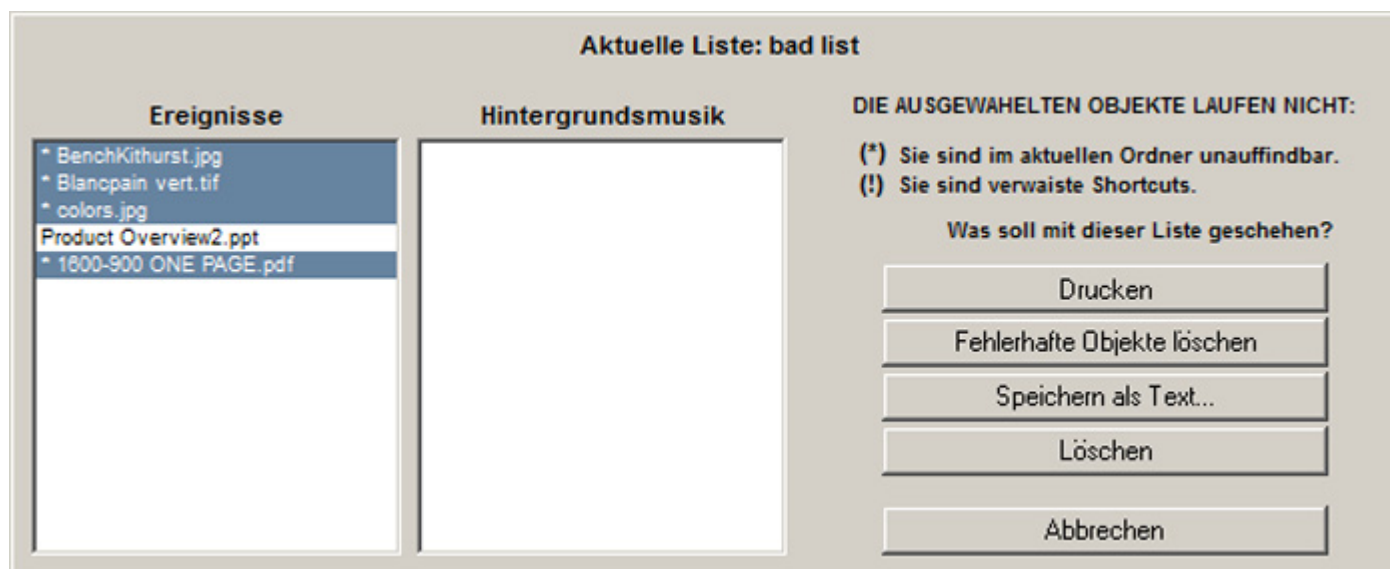 Aktuelle Liste: bad list
Ereignisse
* BenchKithurst.jpg
* Blancpain vert.tif
* colors.jpg
Product Overview2.ppt
* 1600-900 ONE PAGE.pdf
Hintergrundsmusik
DIE AUSGEWAHELTEN OBJEKTE LAUFEN NICHT:
(*) Sie sind im aktuellen Ordner unauffindbar.
(!) Sie sind verwaiste Shortcuts.
Was soll mit dieser Liste geschehen?
Drucken
Fehlerhafte Objekte löschen
Speichern als Text...
Löschen
Abbrechen